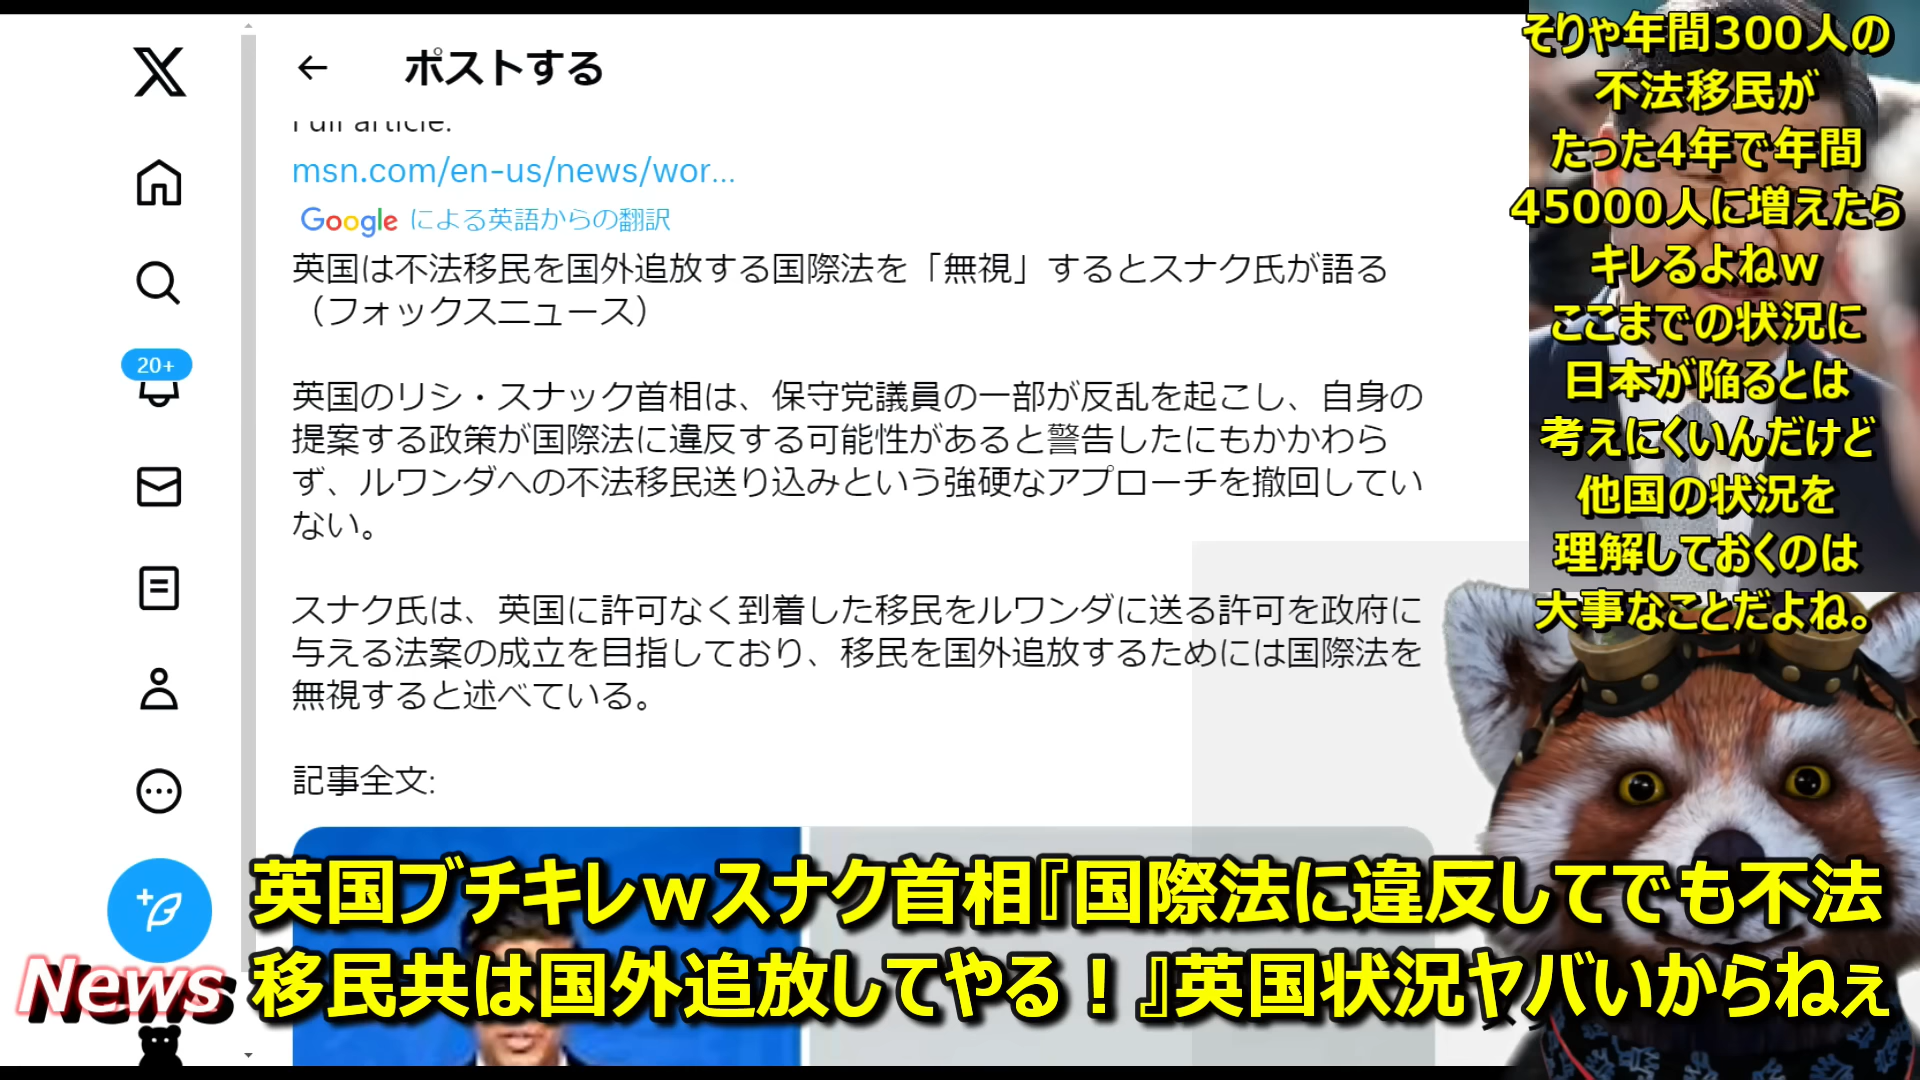 ポストする
Full article:
msn.com/en-us/news/wor...
Google による英語からの翻訳
英国は不法移民を国外追放する国際法を「無視」するとスナク氏が語る
（フォックスニュース）
英国のリシ・スナック首相は、保守党議員の一部が反乱を起こし、自身の
提案する政策が国際法に違反する可能性があると警告したにもかかわら
ず、ルワンダへの不法移民送り込みという強硬なアプローチを撤回してい
ない。
スナク氏は、英国に許可なく到着した移民をルワンダに送る許可を政府に
与える法案の成立を目指しており、移民を国外追放するためには国際法を
無視すると述べている。
記事全文:
20+
そりゃ年間300人の
不法移民が
たった4年で年間
45000人に増えたら
キレるよねw
ここまでの状況に
日本が陥るとは
考えにくいんだけど
他国の状況を
理解しておくのは
大事なことだよね。
英国ブチキレwスナク首相『国際法に違反してでも不法
移民共は国外追放してやる！』英国状況ヤバいからねぇ
News